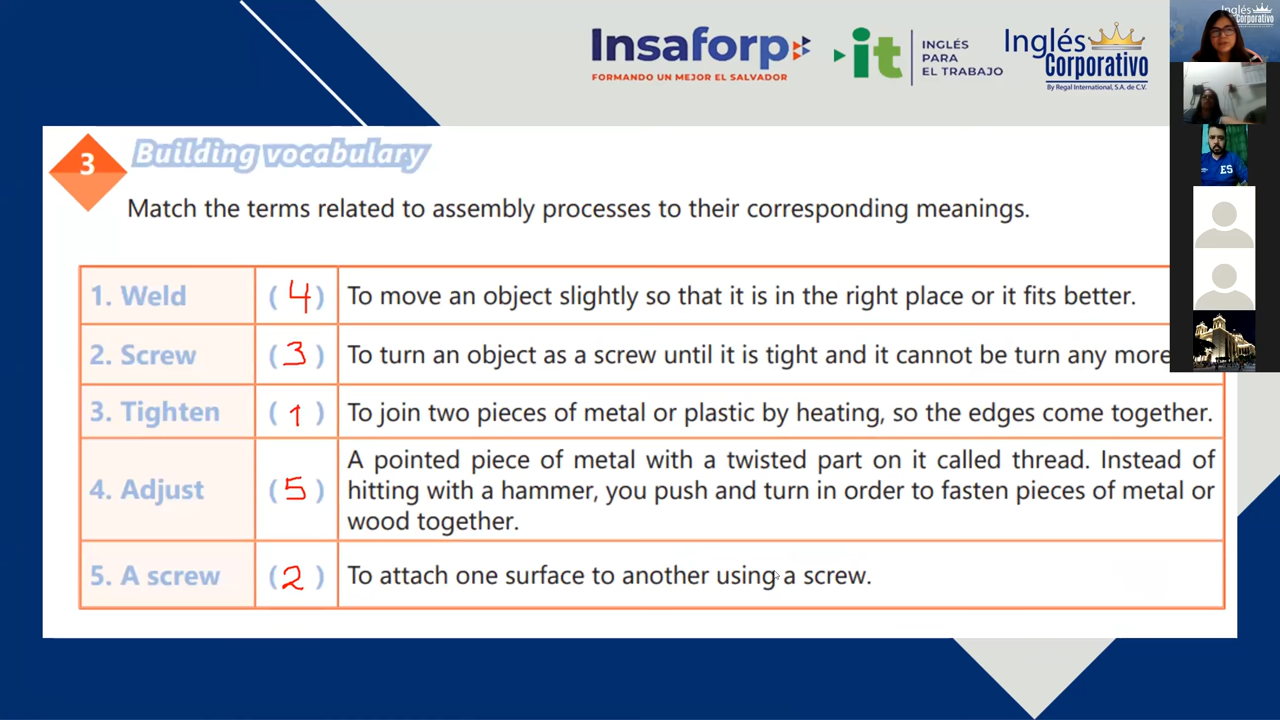 Insaforp
FORMANDO UN MEJOR EL SALVADOR
it
INGLÉS
PARA
EL TRABAJO
Inglés
Corporativo
By Regal International, S.A. de C.V.
Inglés
Corporativo
ES
3
Building vocabulary
Match the terms related to assembly processes to their corresponding meanings.
1. Weld (4) To move an object slightly so that it is in the right place or it fits better.
2. Screw (3) To turn an object as a screw until it is tight and it cannot be turn any more
3. Tighten (1) To join two pieces of metal or plastic by heating, so the edges come together.
4. Adjust (5) A pointed piece of metal with a twisted part on it called thread. Instead of
hitting with a hammer, you push and turn in order to fasten pieces of metal or
wood together.
5. A screw (2) To attach one surface to another using a screw.